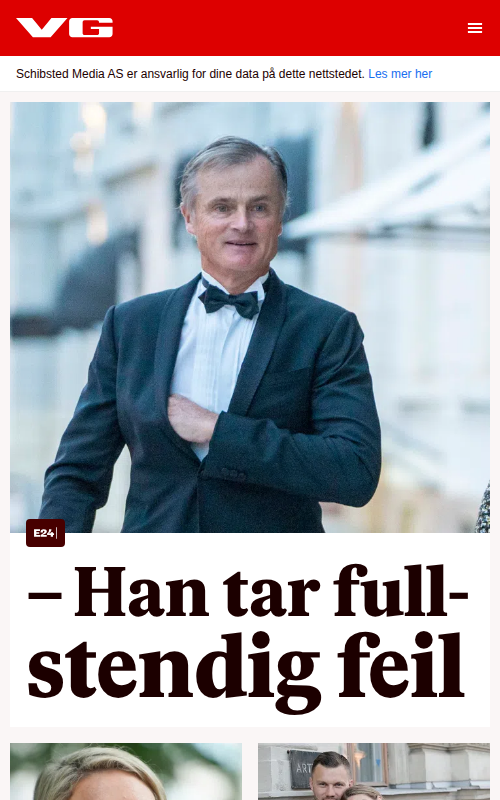 VG
Schibsted Media AS er ansvarlig for dine data på dette nettstedet. Les mer her
E24
– Han tar full-
stendig feil
ART